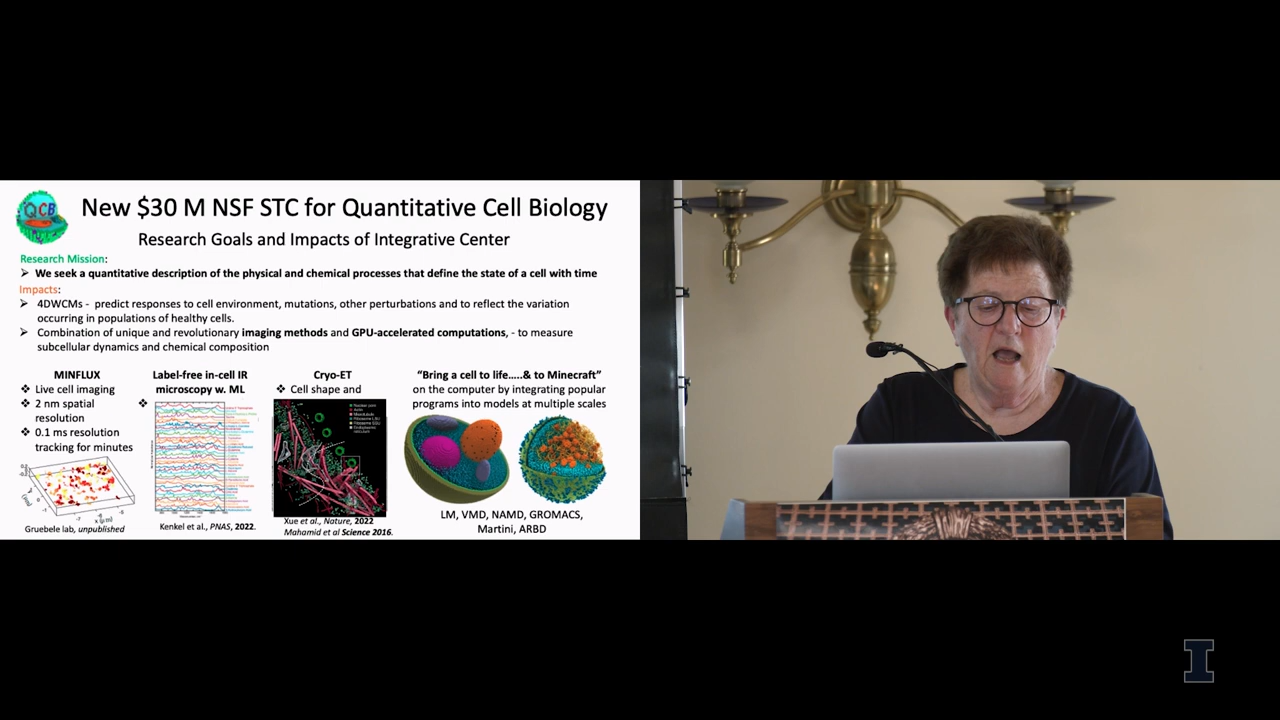 QCB
New $30 M NSF STC for Quantitative Cell Biology
Research Goals and Impacts of Integrative Center
Research Mission:
➢ We seek a quantitative description of the physical and chemical processes that define the state of a cell with time
Impacts:
➢ 4DWCMs - predict responses to cell environment, mutations, other perturbations and to reflect the variation
occurring in populations of healthy cells.
➢ Combination of unique and revolutionary imaging methods and GPU-accelerated computations, - to measure
subcellular dynamics and chemical composition
MINFLUX
❖ Live cell imaging
❖ 2 nm spatial
resolution
❖ 0.1 ms resolution
tracking for minutes
Gruebele lab, unpublished
Label-free in-cell IR
microscopy w. ML
❖
Kenkel et al., PNAS, 2022.
Cryo-ET
❖ Cell shape and
Xue et al., Nature, 2022
Mahamid et al Science 2016.
“Bring a cell to life…..& to Minecraft”
on the computer by integrating popular
programs into models at multiple scales
LM, VMD, NAMD, GROMACS,
Martini, ARBD
I